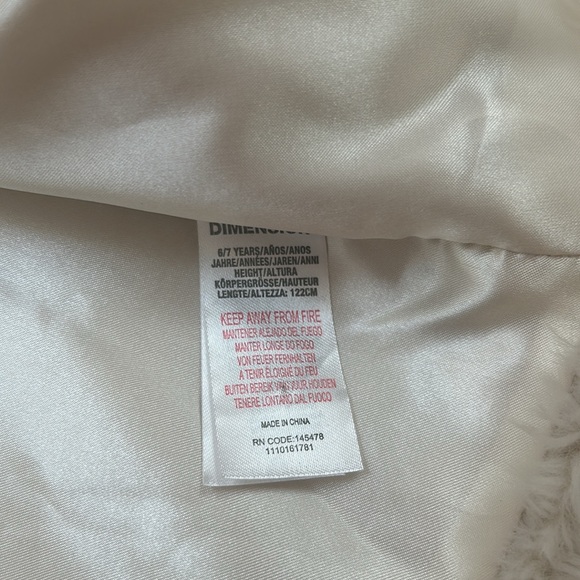 DIMENSION
6/7 YEARS/AÑOS/ANOS
JAHRE/ANNÉES/JAREN/ANNI
HEIGHT/ALTURA
KÖRPERGRÖSSE/HAUTEUR
LENGTE/ALTEZZA: 122CM
KEEP AWAY FROM FIRE
MANTENER ALEJADO DEL FUEGO
MANTER LONGE DO FOGO
VON FEUER FERNHALTEN
A TENIR ÉLOIGNÉ DU FEU
BUITEN BEREIK VAN VUUR HOUDEN
TENERE LONTANO DAL FUOCO
MADE IN CHINA
RN CODE:145478
1110161781